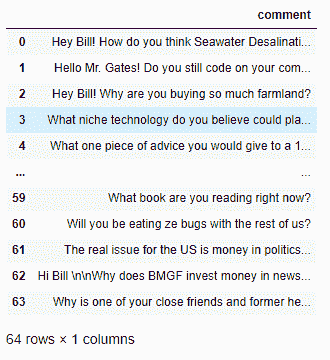 comment
0 Hey Bill! How do you think Seawater Desalinati...
1 Hello Mr. Gates! Do you still code on your com...
2 Hey Bill! Why are you buying so much farmland?
3 What niche technology do you believe could pla...
4 What one piece of advice you would give to a 1...
... ...
59 What book are you reading right now?
60 Will you be eating ze bugs with the rest of us?
61 The real issue for the US is money in politics...
62 Hi Bill \n\nWhy does BMGF invest money in news...
63 Why is one of your close friends and former he...
64 rows × 1 columns